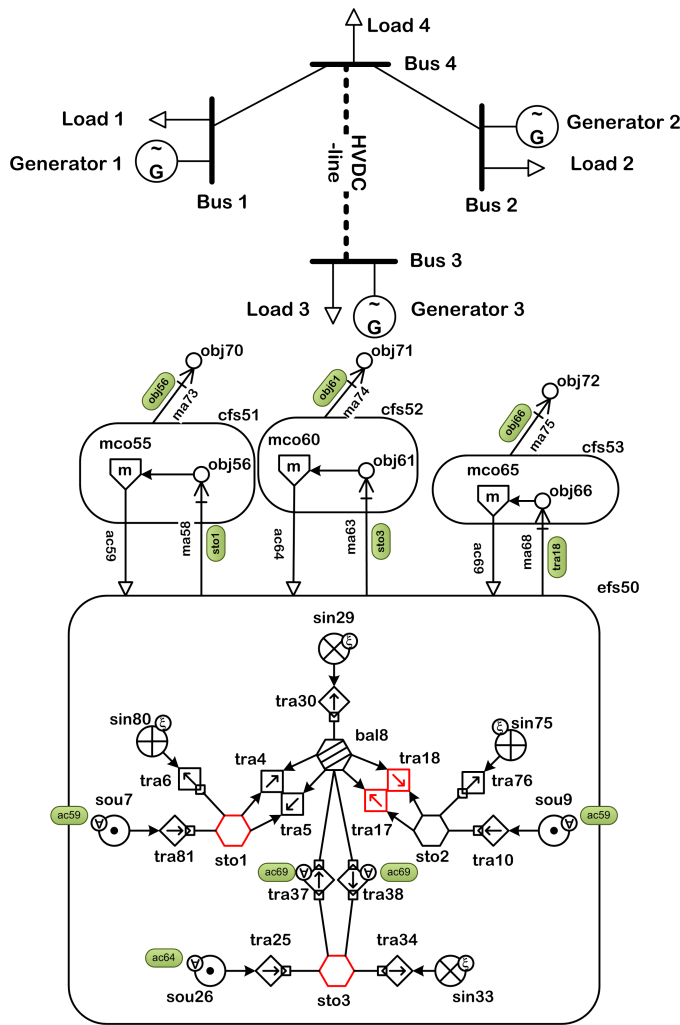 Load 4
Bus 4
Load 1
~
G
Generator 2
Generator 1
~
G
HVDC
-line
Load 2
Bus 1
Bus 2
Bus 3
Load 3
~
G
Generator 3
obj70
obj71
obj56
ma73
obj61
ma74
obj72
cfs51
cfs52
obj66
ma75
mco55
mco60
cfs53
obj56
obj61
mco65
m
m
obj66
m
ac59
ma58
sto1
ac64
ma63
sto3
ac69
ma68
tra18
efs50
sin29
ξ
tra30
sin80
ξ
bal8
ξ
sin75
tra4
tra18
tra6
tra76
sou7
sou9
ac59
∀
tra5
tra17
∀
ac59
tra81
sto1
sto2
tra10
ac69
∀
∀
ac69
tra37
tra38
tra25
tra34
ac64
∀
ξ
sou26
sto3
sin33